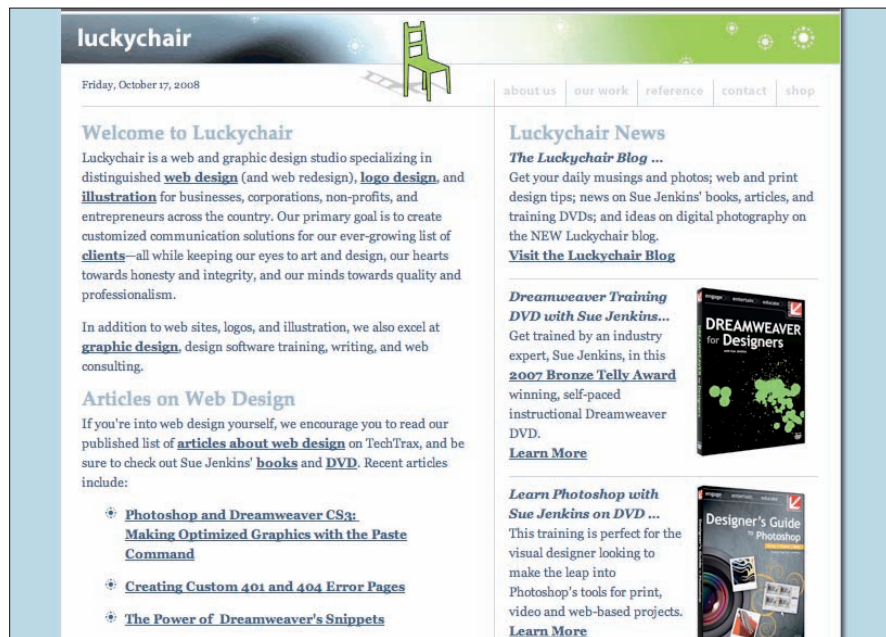 luckychair
Friday, October 17, 2008
about us
our work
reference
contact
shop
Welcome to Luckychair
Luckychair is a web and graphic design studio specializing in
distinguished web design (and web redesign), logo design, and
illustration for businesses, corporations, non-profits, and
entrepreneurs across the country. Our primary goal is to create
customized communication solutions for our ever-growing list of
clients—all while keeping our eyes to art and design, our hearts
towards honesty and integrity, and our minds towards quality and
professionalism.
In addition to web sites, logos, and illustration, we also excel at
graphic design, design software training, writing, and web
consulting.
Articles on Web Design
If you're into web design yourself, we encourage you to read our
published list of articles about web design on TechTrax, and be
sure to check out Sue Jenkins' books and DVD. Recent articles
include:
Photoshop and Dreamweaver CS3:
Making Optimized Graphics with the Paste
Command
Creating Custom 401 and 404 Error Pages
The Power of Dreamweaver's Snippets
Luckychair News
The Luckychair Blog ...
Get your daily musings and photos; web and print
design tips; news on Sue Jenkins' books, articles, and
training DVDs; and ideas on digital photography on
the NEW Luckychair blog.
Visit the Luckychair Blog
Dreamweaver Training
DVD with Sue Jenkins...
Get trained by an industry
expert, Sue Jenkins, in this
2007 Bronze Telly Award
winning, self-paced
instructional Dreamweaver
DVD.
Learn More
engage entertain educate
DREAMWEAVER
for Designers
Learn Photoshop with
Sue Jenkins on DVD ...
This training is perfect for the
visual designer looking to
make the leap into
Photoshop's tools for print,
video and web-based projects.
Learn More
engage entertain educate
Designer's Guide
to Photoshop